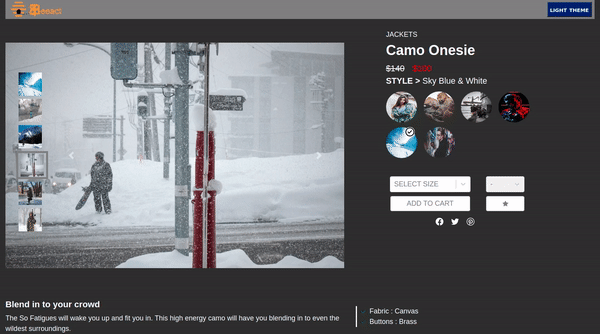 LIGHT THEME
JACKETS
Camo Onesie
$140
STYLE > Sky Blue & White
SELECT SIZE
-
ADD TO CART
Blend in to your crowd
The So Fatigues will wake you up and fit you in. This high energy camo will have you blending in to even the
wildest surroundings.
Fabric : Canvas
Buttons : Brass